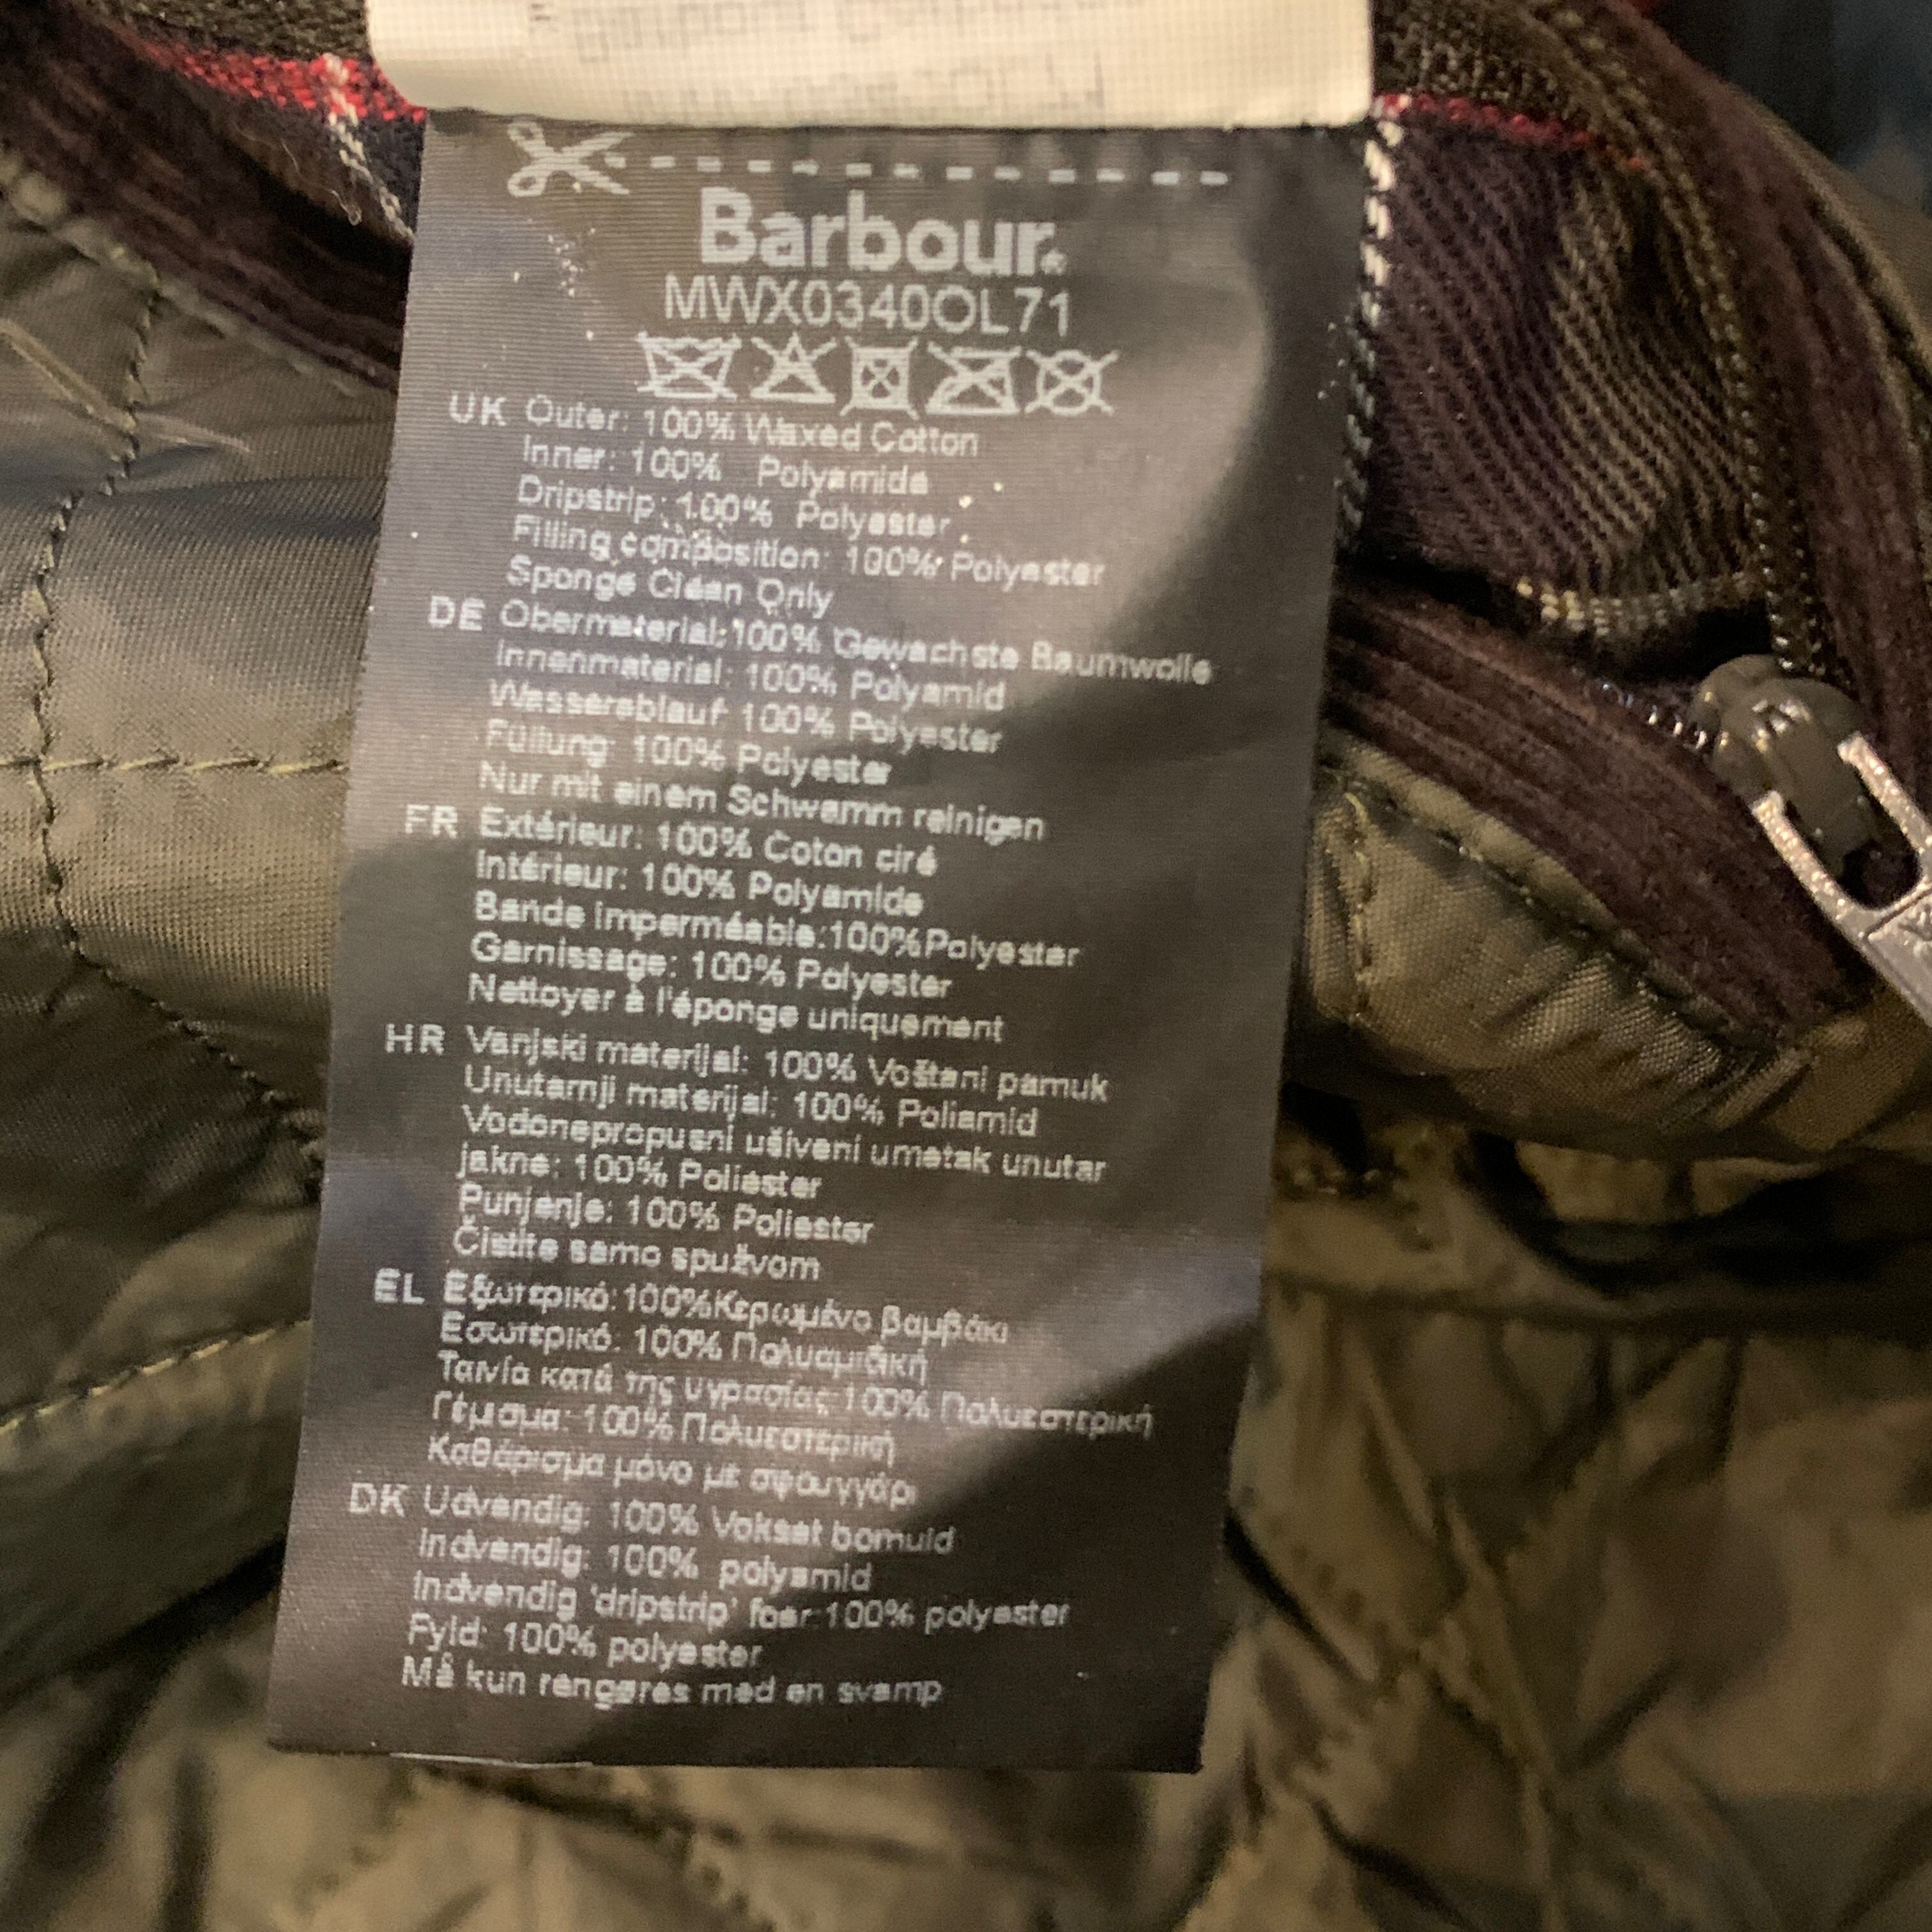 Barbour
MWX0340OL71
UK Outer: 100% Waxed Cotton
Inner: 100% Polyamide
Dripstrip: 100% Polyester
Filling composition: 100% Polyester
Sponge Clean Only
DE Obermaterial: 100% Gewachste Baumwolle
Innenmaterial: 100% Polyamid
Wasserablauf 100% Polyester
Füllung: 100% Polyester
Nur mit einem Schwamm reinigen
FR Extérieur: 100% Coton ciré
Intérieur: 100% Polyamide
Bande imperméable:100%Polyester
Garnissage: 100% Polyester
Nettoyer à l'éponge uniquement
HR Vanjski materijal: 100% Voštani pamuk
Unutarnji materijal: 100% Poliamid
Vodonepropusni ušiveni umetak unutar
jakne: 100% Poliester
Punjenje: 100% Poliester
Čistite samo spužvom
EL Εξωτερικό:100%Κερωμένο βαμβάκι
Εσωτερικό: 100% Πολυαμιδική
Ταινία κατά της υγρασίας 100% Πολυεστερική
Γέμισμα: 100% Πολυεστερική
Καθάρισμα μόνο με σφουγγάρι
DK Udvendig: 100% Vokset bomuld
Indvendig: 100% polyamid
Indvendig 'dripstrip' foer:100% polyester
Fyld: 100% polyester
Må kun rengøres med en svamp